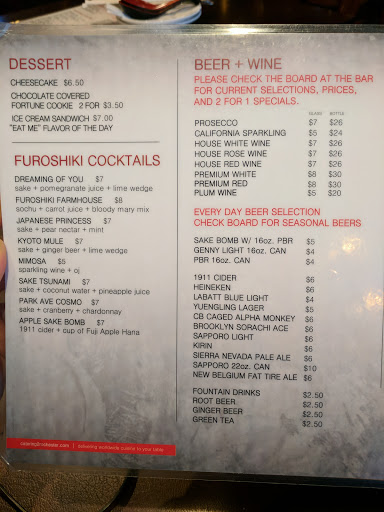 DESSERT
CHEESECAKE $6.50
CHOCOLATE COVERED
FORTUNE COOKIE 2 FOR $3.50
ICE CREAM SANDWICH $7.00
"EAT ME" FLAVOR OF THE DAY
FUROSHIKI COCKTAILS
DREAMING OF YOU $7
sake + pomegranate juice + lime wedge
FUROSHIKI FARMHOUSE $8
sochu + carrot juice + bloody mary mix
JAPANESE PRINCESS $7
sake + pear nectar + mint
KYOTO MULE $7
sake + ginger beer + lime wedge
MIMOSA $5
sparkling wine + oj
SAKE TSUNAMI $7
sake + coconut water + pineapple juice
PARK AVE COSMO $7
sake + cranberry + chardonnay
APPLE SAKE BOMB $7
1911 cider + cup of Fuji Apple Hana
BEER + WINE
PLEASE CHECK THE BOARD AT THE BAR
FOR CURRENT SELECTIONS, PRICES,
AND 2 FOR 1 SPECIALS.
GLASS BOTTLE
PROSECCO $7 $26
CALIFORNIA SPARKLING $5 $24
HOUSE WHITE WINE $7 $26
HOUSE ROSE WINE $7 $26
HOUSE RED WINE $7 $26
PREMIUM WHITE $8 $30
PREMIUM RED $8 $30
PLUM WINE $5 $20
EVERY DAY BEER SELECTION
CHECK BOARD FOR SEASONAL BEERS
SAKE BOMB W/ 16oz. PBR $5
GENNY LIGHT 16oz. CAN $4
PBR 16oz. CAN $4
1911 CIDER $6
HEINEKEN $6
LABATT BLUE LIGHT $4
YUENGLING LAGER $5
CB CAGED ALPHA MONKEY $6
BROOKLYN SORACHI ACE $6
SAPPORO LIGHT $6
KIRIN $6
SIERRA NEVADA PALE ALE $6
SAPPORO 22oz. CAN $10
NEW BELGIUM FAT TIRE ALE $6
FOUNTAIN DRINKS $2.50
ROOT BEER $2.50
GINGER BEER $2.50
GREEN TEA $2.50
delivering worldwide cuisine to your table